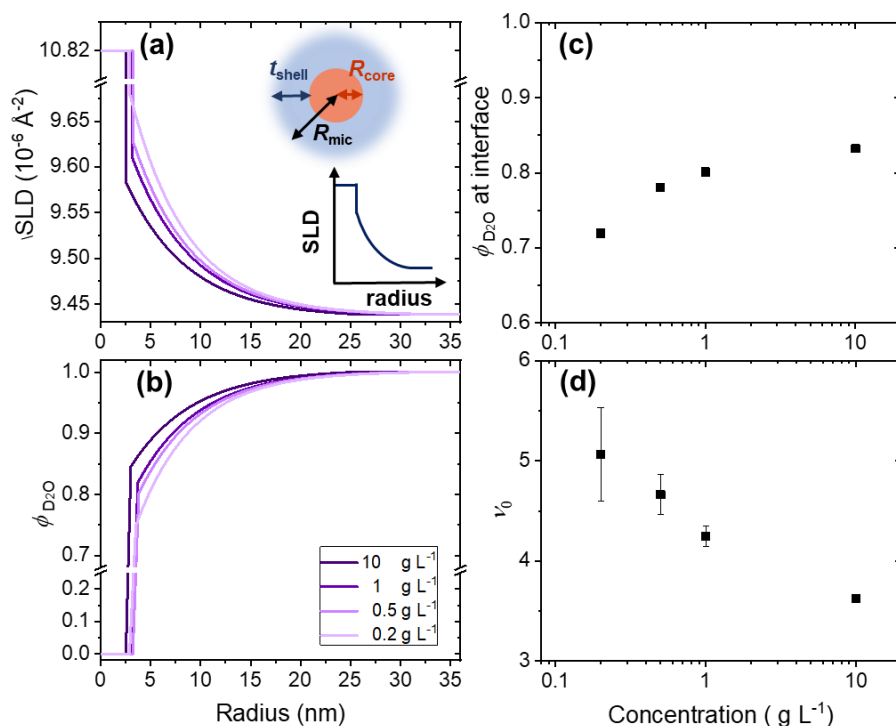 (a)
10.82
9.65
9.60
9.55
9.50
9.45
\SLD (10⁻⁶ Å⁻²)
t_shell
R_core
R_mic
SLD
radius
0 5 10 15 20 25 30 35
(b)
1.0
0.9
0.8
0.7
0.2
0.1
0.0
ϕ_D2O
10 g L⁻¹
1 g L⁻¹
0.5 g L⁻¹
0.2 g L⁻¹
0 5 10 15 20 25 30 35
Radius (nm)
(c)
1.0
0.9
0.8
0.7
0.6
ϕ_D2O at interface
0.1 1 10
(d)
6
5
4
3
ν₀
0.1 1 10
Concentration ( g L⁻¹)